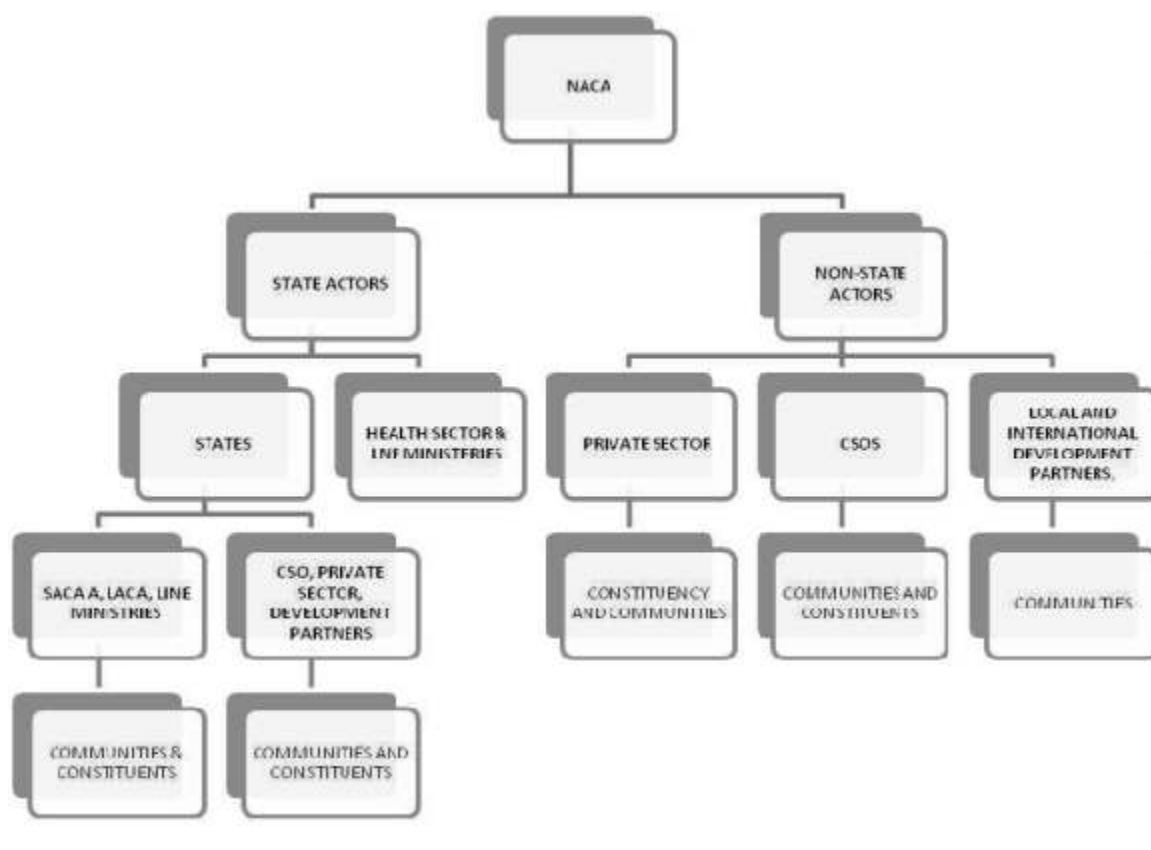 NACA
STATE ACTORS
NON-STATE
ACTORS
STATES
HEALTH SECTOR &
LINE MINISTERIES
PRIVATE SECTOR
CSOS
LOCAL AND
INTERNATIONAL
DEVELOPMENT
PARTNERS.
SACA A, LACA, LINE
MINISTRIES
CSO, PRIVATE
SECTOR,
DEVELOPMENT
PARTNERS
CONSTITUENCY
AND COMMUNITIES
COMMUNITIES AND
CONSTITUENTS
COMMUNITIES
COMMUNITIES &
CONSTITUENTS
COMMUNITIES AND
CONSTITUENTS